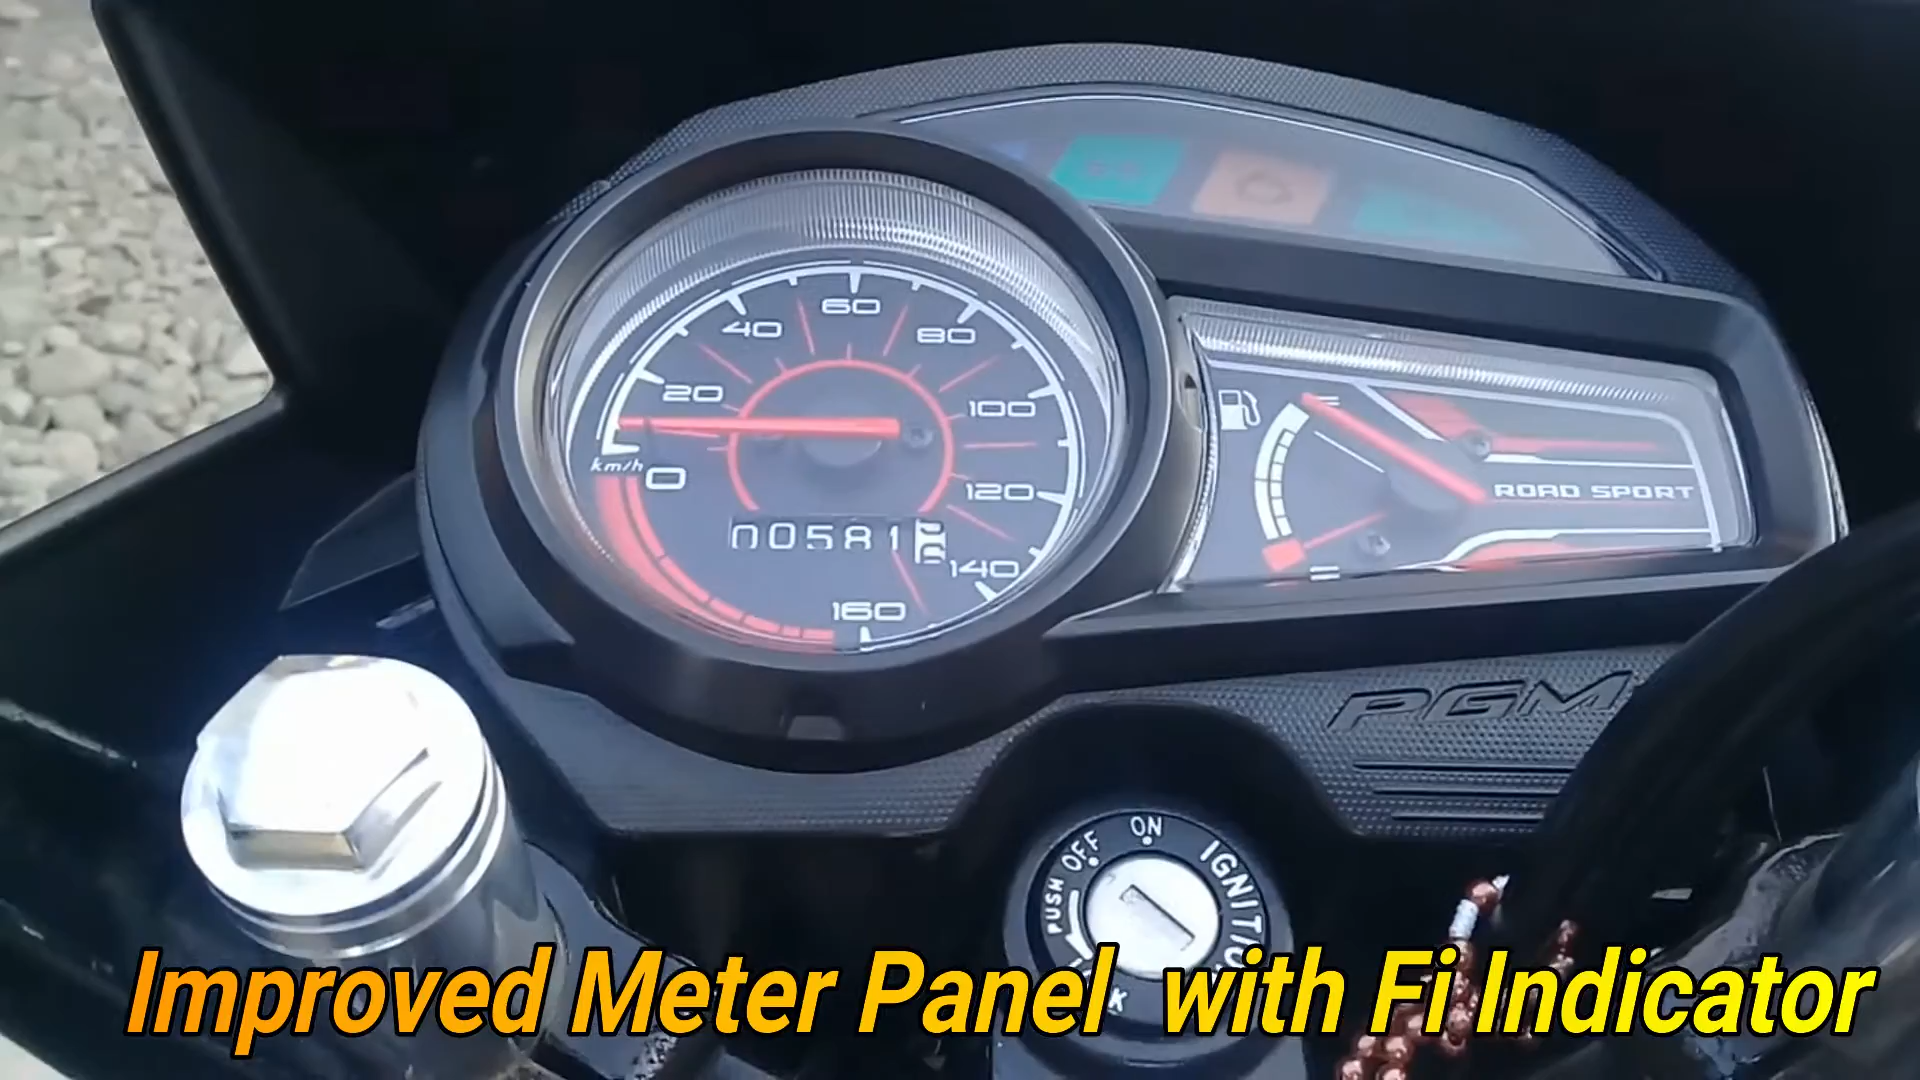 60
40
80
20
100
km/h
0
120
00581
140
160
ROAD SPORT
PGM
ON
OFF
PUSH
IGNITIO
K
Improved Meter Panel with Fi Indicator